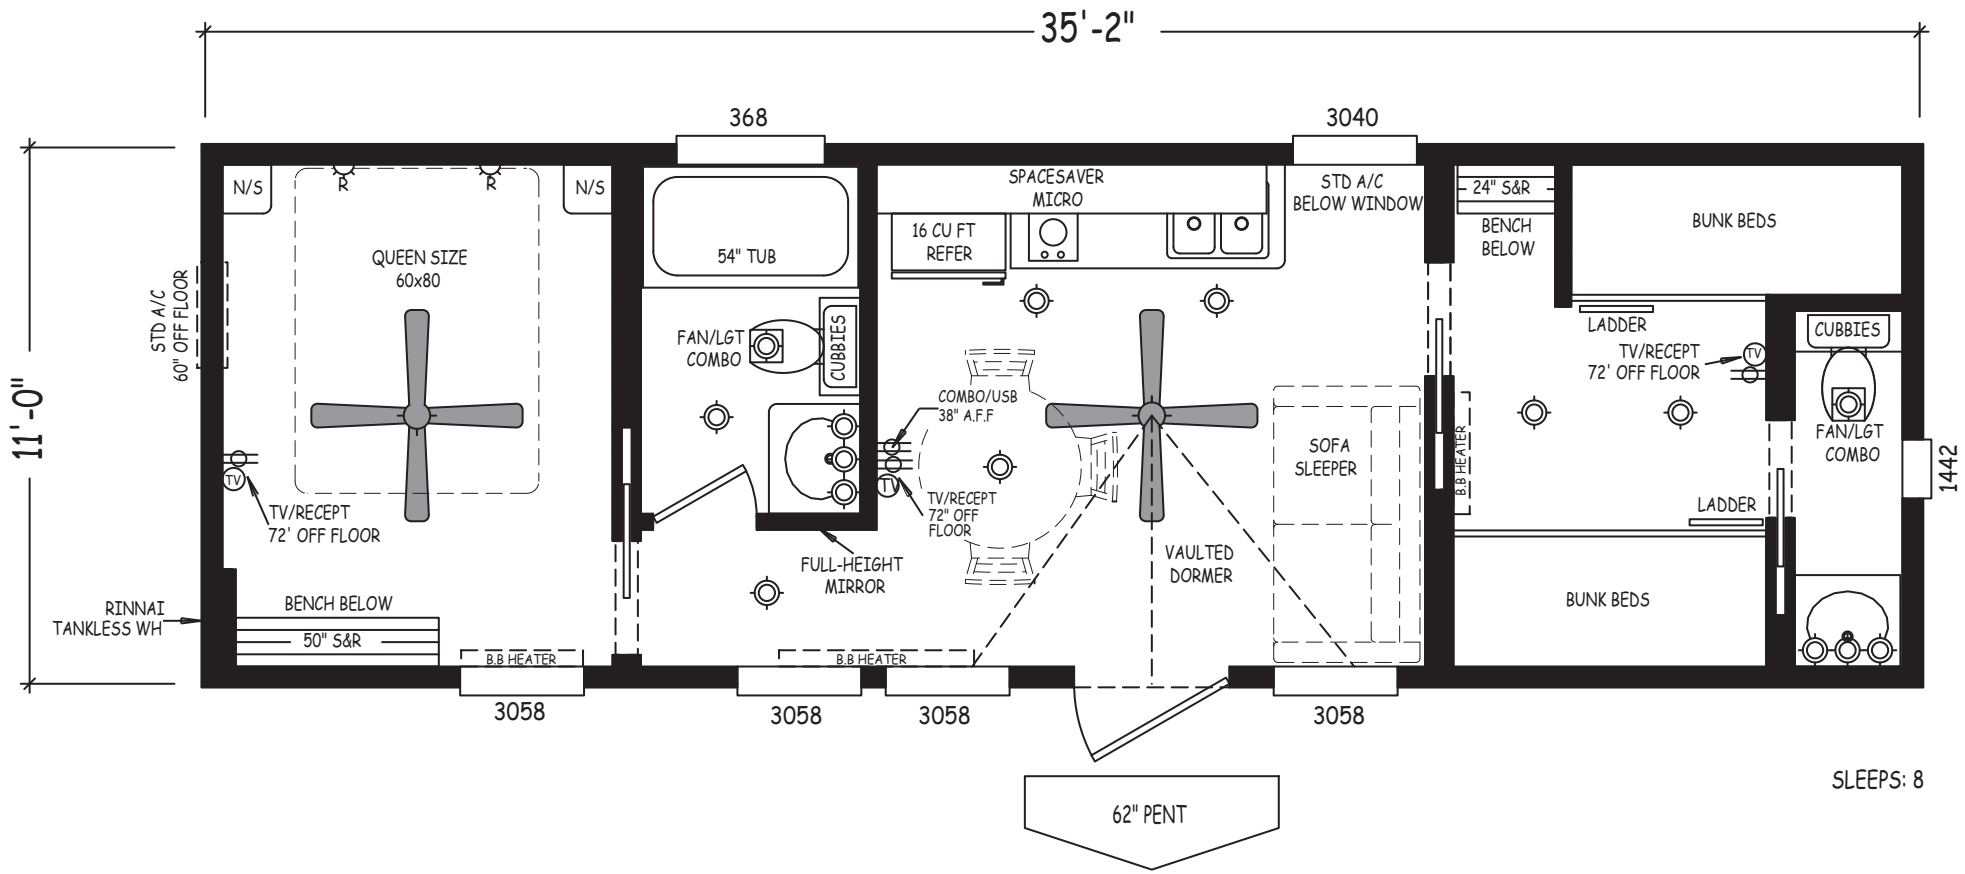 35'-2"
11'-0"
368
3040
N/S
R
R
N/S
QUEEN SIZE
60x80
STD A/C
60" OFF FLOOR
TV
TV/RECEPT
72' OFF FLOOR
RINNAI
TANKLESS WH
BENCH BELOW
50" S&R
B.B HEATER
3058
54" TUB
FAN/LGT
COMBO
CUBBIES
FULL-HEIGHT
MIRROR
B.B HEATER
3058
3058
SPACESAVER
MICRO
16 CU FT
REFER
STD A/C
BELOW WINDOW
COMBO/USB
38" A.F.F
TV
TV/RECEPT
72" OFF
FLOOR
VAULTED
DORMER
SOFA
SLEEPER
3058
24" S&R
BENCH
BELOW
BUNK BEDS
LADDER
TV/RECEPT
72' OFF FLOOR
TV
B.B HEATER
LADDER
BUNK BEDS
CUBBIES
FAN/LGT
COMBO
1442
SLEEPS: 8
62" PENT